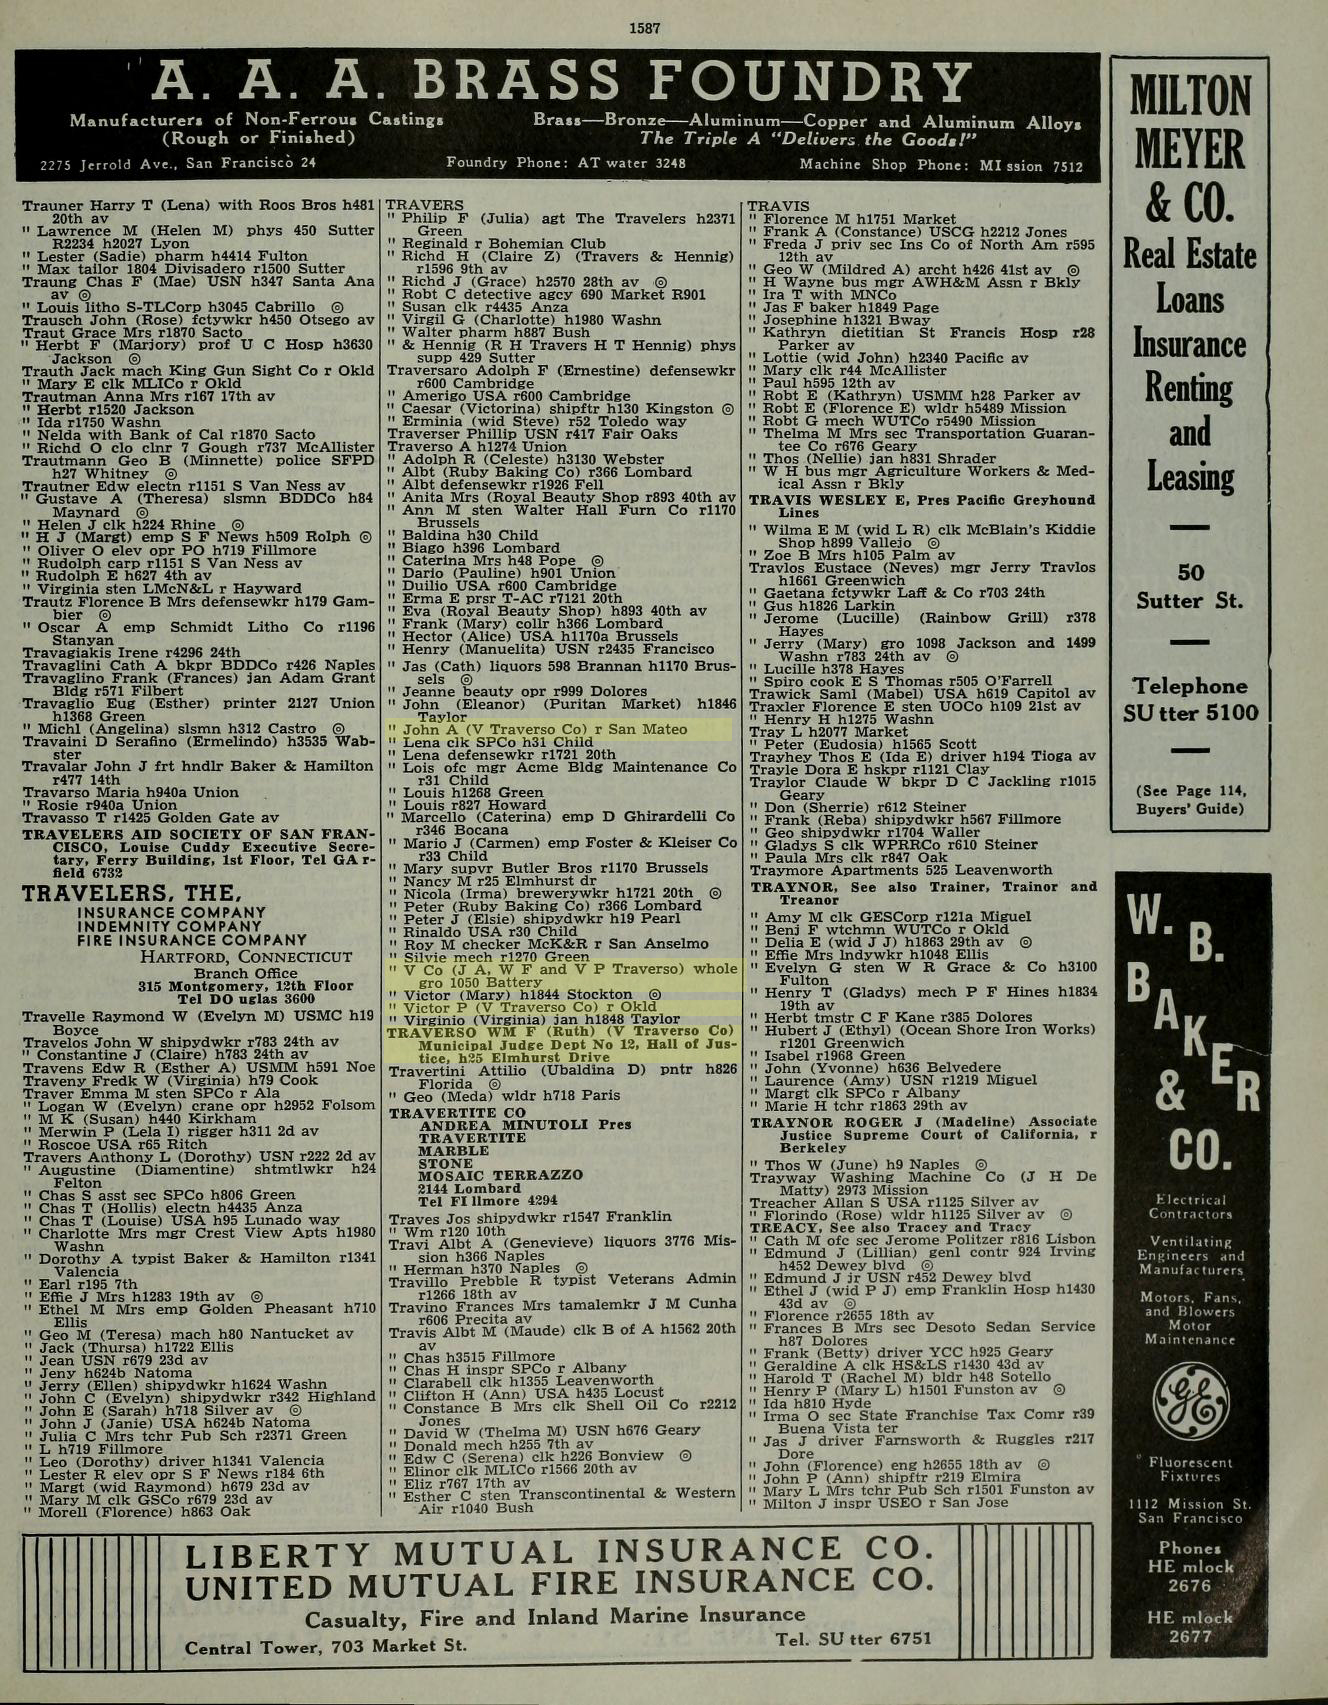 1587
A. A. A. BRASS FOUNDRY
Manufacturers of Non-Ferrous Castings
(Rough or Finished)
Brass—Bronze—Aluminum—Copper and Aluminum Alloys
The Triple A "Delivers the Goods!"
2275 Jerrold Ave., San Francisco 24
Foundry Phone: AT water 3248
Machine Shop Phone: MI ssion 7512
Trauner Harry T (Lena) with Roos Bros h481
20th av
" Lawrence M (Helen M) phys 450 Sutter
R2234 h2027 Lyon
" Lester (Sadie) pharm h4414 Fulton
" Max tailor 1804 Divisadero r1500 Sutter
Traung Chas F (Mae) USN h347 Santa Ana
av ◎
" Louis litho S-TLCorp h3045 Cabrillo ◎
Trausch John (Rose) fctywkr h450 Otsego av
Traut Grace Mrs r1870 Sacto
" Herbt F (Marjory) prof U C Hosp h3630
Jackson ◎
Trauth Jack mach King Gun Sight Co r Okld
" Mary E clk MLICo r Okld
Trautman Anna Mrs r167 17th av
" Herbt r1520 Jackson
" Ida r1750 Washn
" Nelda with Bank of Cal r1870 Sacto
" Richd O clo clnr 7 Gough r737 McAllister
Trautmann Geo B (Minnette) police SFPD
h27 Whitney ◎
Trautner Edw electn r1151 S Van Ness av
" Gustave A (Theresa) slsmn BDDCo h84
Maynard ◎
" Helen J clk h224 Rhine ◎
" H J (Margt) emp S F News h509 Rolph ◎
" Oliver O elev opr PO h719 Fillmore
" Rudolph carp r1151 S Van Ness av
" Rudolph E h627 4th av
" Virginia sten LMcN&L r Hayward
Trautz Florence B Mrs defensewkr h179 Gam-
bier ◎
" Oscar A emp Schmidt Litho Co r1196
Stanyan
Travagiakis Irene r4296 24th
Travaglini Cath A bkpr BDDCo r426 Naples
Travaglino Frank (Frances) jan Adam Grant
Bldg r571 Filbert
Travaglio Eug (Esther) printer 2127 Union
h1368 Green
" Michl (Angelina) slsmn h312 Castro ◎
Travaini D Serafino (Ermelindo) h3535 Wab-
ster
Travalar John J frt hndlr Baker & Hamilton
r477 14th
Travarso Maria h940a Union
" Rosie r940a Union
Travasso T r1425 Golden Gate av
TRAVELERS AID SOCIETY OF SAN FRAN-
CISCO, Louise Cuddy Executive Secre-
tary, Ferry Building, 1st Floor, Tel GA r-
field 6732
TRAVELERS, THE,
INSURANCE COMPANY
INDEMNITY COMPANY
FIRE INSURANCE COMPANY
HARTFORD, CONNECTICUT
Branch Office
315 Montgomery, 12th Floor
Tel DO uglas 3600
Travelle Raymond W (Evelyn M) USMC h19
Boyce
Travelos John W shipydwkr r783 24th av
" Constantine J (Claire) h783 24th av
Travens Edw R (Esther A) USMM h591 Noe
Traveny Fredk W (Virginia) h79 Cook
Traver Emma M sten SPCo r Ala
" Logan W (Evelyn) crane opr h2952 Folsom
" M K (Susan) h440 Kirkham
" Merwin P (Lela I) rigger h311 2d av
" Roscoe USA r65 Ritch
Travers Anthony L (Dorothy) USN r222 2d av
" Augustine (Diamentine) shtmtlwkr h24
Felton
" Chas S asst sec SPCo h806 Green
" Chas T (Hollis) electn h4435 Anza
" Chas T (Louise) USA h95 Lunado way
" Charlotte Mrs mgr Crest View Apts h1980
Washn
" Dorothy A typist Baker & Hamilton r1341
Valencia
" Earl r195 7th
" Effie J Mrs h1283 19th av ◎
" Ethel M Mrs emp Golden Pheasant h710
Ellis
" Geo M (Teresa) mach h80 Nantucket av
" Jack (Thursa) h1722 Ellis
" Jean USN r679 23d av
" Jeny h624b Natoma
" Jerry (Ellen) shipydwkr h1624 Washn
" John C (Evelyn) shipydwkr r342 Highland
" John E (Sarah) h718 Silver av ◎
" John J (Janie) USA h624b Natoma
" Julia C Mrs tchr Pub Sch r2371 Green
" L h719 Fillmore
" Leo (Dorothy) driver h1341 Valencia
" Lester R elev opr S F News r184 6th
" Margt (wid Raymond) h679 23d av
" Mary M clk GSCo r679 23d av
" Morell (Florence) h863 Oak
TRAVERS
" Philip F (Julia) agt The Travelers h2371
Green
" Reginald r Bohemian Club
" Richd H (Claire Z) (Travers & Hennig)
r1596 9th av
" Richd J (Grace) h2570 28th av ◎
" Robt C detective agcy 690 Market R901
" Susan clk r4435 Anza
" Virgil G (Charlotte) h1980 Washn
" Walter pharm h887 Bush
" & Hennig (R H Travers H T Hennig) phys
supp 429 Sutter
Traversaro Adolph F (Ernestine) defensewkr
r600 Cambridge
" Amerigo USA r600 Cambridge
" Caesar (Victorina) shipftr h130 Kingston ◎
" Erminia (wid Steve) r52 Toledo way
Traverser Phillip USN r417 Fair Oaks
Traverso A h1274 Union
" Adolph R (Celeste) h3130 Webster
" Albt (Ruby Baking Co) r366 Lombard
" Albt defensewkr r1926 Fell
" Anita Mrs (Royal Beauty Shop r893 40th av
" Ann M sten Walter Hall Furn Co r1170
Brussels
" Baldina h30 Child
" Biago h396 Lombard
" Caterina Mrs h48 Pope ◎
" Dario (Pauline) h901 Union
" Duilio USA r600 Cambridge
" Erma E prsr T-AC r7121 20th
" Eva (Royal Beauty Shop) h893 40th av
" Frank (Mary) collr h366 Lombard
" Hector (Alice) USA h1170a Brussels
" Henry (Manuelita) USN r2435 Francisco
" Jas (Cath) liquors 598 Brannan h1170 Brus-
sels ◎
" Jeanne beauty opr r999 Dolores
" John (Eleanor) (Puritan Market) h1846
Taylor
" John A (V Traverso Co) r San Mateo
" Lena clk SPCo h31 Child
" Lena defensewkr r1721 20th
" Lois ofc mgr Acme Bldg Maintenance Co
r31 Child
" Louis h1268 Green
" Louis r827 Howard
" Marcello (Caterina) emp D Ghirardelli Co
r346 Bocana
" Mario J (Carmen) emp Foster & Kleiser Co
r33 Child
" Mary supvr Butler Bros r1170 Brussels
" Nancy M r25 Elmhurst dr
" Nicola (Irma) brewerywkr h1721 20th ◎
" Peter (Ruby Baking Co) r366 Lombard
" Peter J (Elsie) shipydwkr h19 Pearl
" Rinaldo USA r30 Child
" Roy M checker McK&R r San Anselmo
" Silvie mech r1270 Green
" V Co (J A, W F and V P Traverso) whole
gro 1050 Battery
" Victor (Mary) h1844 Stockton ◎
" Victor P (V Traverso Co) r Okld
" Virginio (Virginia) jan h1848 Taylor
TRAVERSO WM F (Ruth) (V Traverso Co)
Municipal Judge Dept No 12, Hall of Jus-
tice, h25 Elmhurst Drive
Travertini Attilio (Ubaldina D) pntr h826
Florida ◎
" Geo (Meda) wldr h718 Paris
TRAVERTITE CO
ANDREA MINUTOLI Pres
TRAVERTITE
MARBLE
STONE
MOSAIC TERRAZZO
2144 Lombard
Tel FI llmore 4294
Traves Jos shipydwkr r1547 Franklin
" Wm r120 10th
Travi Albt A (Genevieve) liquors 3776 Mis-
sion h366 Naples
" Herman h370 Naples ◎
Travillo Prebble R typist Veterans Admin
r1266 18th av
Travino Frances Mrs tamalemkr J M Cunha
r606 Precita av
Travis Albt M (Maude) clk B of A h1562 20th
av
" Chas h3515 Fillmore
" Chas H inspr SPCo r Albany
" Clarabell clk h1355 Leavenworth
" Clifton H (Ann) USA h435 Locust
" Constance B Mrs clk Shell Oil Co r2212
Jones
" David W (Thelma M) USN h676 Geary
" Donald mech h255 7th av
" Edw C (Serena) clk h226 Bonview ◎
" Elinor clk MLICo r1566 20th av
" Eliz r767 17th av
" Esther C sten Transcontinental & Western
Air r1040 Bush
TRAVIS
" Florence M h1751 Market
" Frank A (Constance) USCG h2212 Jones
" Freda J priv sec Ins Co of North Am r595
12th av
" Geo W (Mildred A) archt h426 41st av ◎
" H Wayne bus mgr AWH&M Assn r Bkly
" Ira T with MNCo
" Jas F baker h1849 Page
" Josephine h1321 Bway
" Kathryn dietitian St Francis Hosp r28
Parker av
" Lottie (wid John) h2340 Pacific av
" Mary clk r44 McAllister
" Paul h595 12th av
" Robt E (Kathryn) USMM h28 Parker av
" Robt E (Florence E) wldr h5489 Mission
" Robt G mech WUTCo r5490 Mission
" Thelma M Mrs sec Transportation Guaran-
tee Co r676 Geary
" Thos (Nellie) jan h831 Shrader
" W H bus mgr Agriculture Workers & Med-
ical Assn r Bkly
TRAVIS WESLEY E, Pres Pacific Greyhound
Lines
" Wilma E M (wid L R) clk McBlain's Kiddie
Shop h899 Vallejo ◎
" Zoe B Mrs h105 Palm av
Travlos Eustace (Neves) mgr Jerry Travlos
h1661 Greenwich
" Gaetana fctywkr Laff & Co r703 24th
" Gus h1826 Larkin
" Jerome (Lucille) (Rainbow Grill) r378
Hayes
" Jerry (Mary) gro 1098 Jackson and 1499
Washn r783 24th av ◎
" Lucille h378 Hayes
" Spiro cook E S Thomas r505 O'Farrell
Trawick Saml (Mabel) USA h619 Capitol av
Traxler Florence E sten UOCo h109 21st av
" Henry H h1275 Washn
Tray L h2077 Market
" Peter (Eudosia) h1565 Scott
Trayhey Thos E (Ida E) driver h194 Tioga av
Trayle Dora E hskpr r1121 Clay
Traylor Claude W bkpr D C Jackling r1015
Geary
" Don (Sherrie) r612 Steiner
" Frank (Reba) shipydwkr h567 Fillmore
" Geo shipydwkr r1704 Waller
" Gladys S clk WPRRCo r610 Steiner
" Paula Mrs clk r847 Oak
Traymore Apartments 525 Leavenworth
TRAYNOR, See also Trainer, Trainor and
Treanor
" Amy M clk GESCorp r121a Miguel
" Benj F wtchmn WUTCo r Okld
" Delia E (wid J J) h1863 29th av ◎
" Effie Mrs lndywkr h1048 Ellis
" Evelyn G sten W R Grace & Co h3100
Fulton
" Henry T (Gladys) mech P F Hines h1834
19th av
" Herbt tmstr C F Kane r385 Dolores
" Hubert J (Ethyl) (Ocean Shore Iron Works)
r1201 Greenwich
" Isabel r1968 Green
" John (Yvonne) h636 Belvedere
" Laurence (Amy) USN r1219 Miguel
" Margt clk SPCo r Albany
" Marie H tchr r1863 29th av
TRAYNOR ROGER J (Madeline) Associate
Justice Supreme Court of California, r
Berkeley
" Thos W (June) h9 Naples ◎
Trayway Washing Machine Co (J H De
Matty) 2973 Mission
Treacher Allan S USA r1125 Silver av
" Florindo (Rose) wldr h1125 Silver av ◎
TREACY, See also Tracey and Tracy
" Cath M ofc sec Jerome Politzer r816 Lisbon
" Edmund J (Lillian) genl contr 924 Irving
h452 Dewey blvd ◎
" Edmund J jr USN r452 Dewey blvd
" Ethel J (wid P J) emp Franklin Hosp h1430
43d av ◎
" Florence r2655 18th av
" Frances B Mrs sec Desoto Sedan Service
h87 Dolores
" Frank (Betty) driver YCC h925 Geary
" Geraldine A clk HS&LS r1430 43d av
" Harold T (Rachel M) bldr h48 Sotello
" Henry P (Mary L) h1501 Funston av ◎
" Ida h810 Hyde
" Irma O sec State Franchise Tax Comr r39
Buena Vista ter
" Jas J driver Farnsworth & Ruggles r217
Dore
" John (Florence) eng h2655 18th av ◎
" John P (Ann) shipftr r219 Elmira
" Mary L Mrs tchr Pub Sch r1501 Funston av
" Milton J inspr USEO r San Jose
MILTON
MEYER
& CO.
Real Estate
Loans
Insurance
Renting
and
Leasing
50
Sutter St.
Telephone
SU tter 5100
(See Page 114,
Buyers' Guide)
W. B.
BAKER
& CO.
Electrical
Contractors
Ventilating
Engineers and
Manufacturers
Motors, Fans,
and Blowers
Motor
Maintenance
GE
Fluorescent
Fixtures
1112 Mission St.
San Francisco
Phones
HE mlock
2676
HE mlock
2677
LIBERTY MUTUAL INSURANCE CO.
UNITED MUTUAL FIRE INSURANCE CO.
Casualty, Fire and Inland Marine Insurance
Central Tower, 703 Market St.
Tel. SU tter 6751